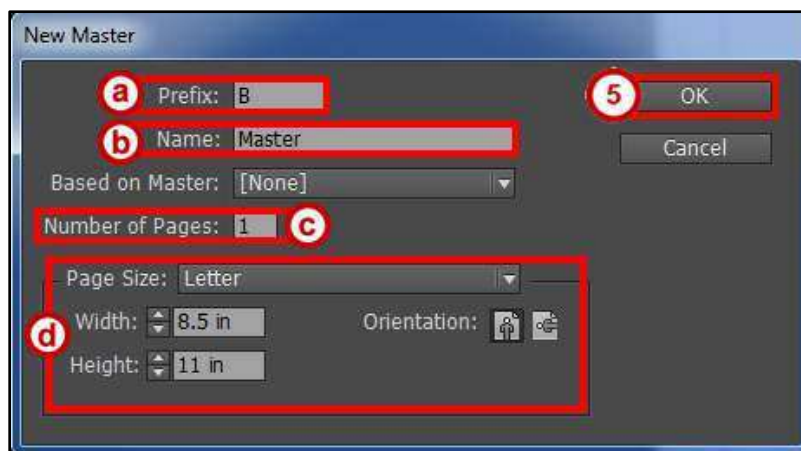 New Master
a Prefix: B 5 OK
b Name: Master Cancel
Based on Master: [None]
Number of Pages: 1 c
Page Size: Letter
d Width: 8.5 in Orientation:
Height: 11 in